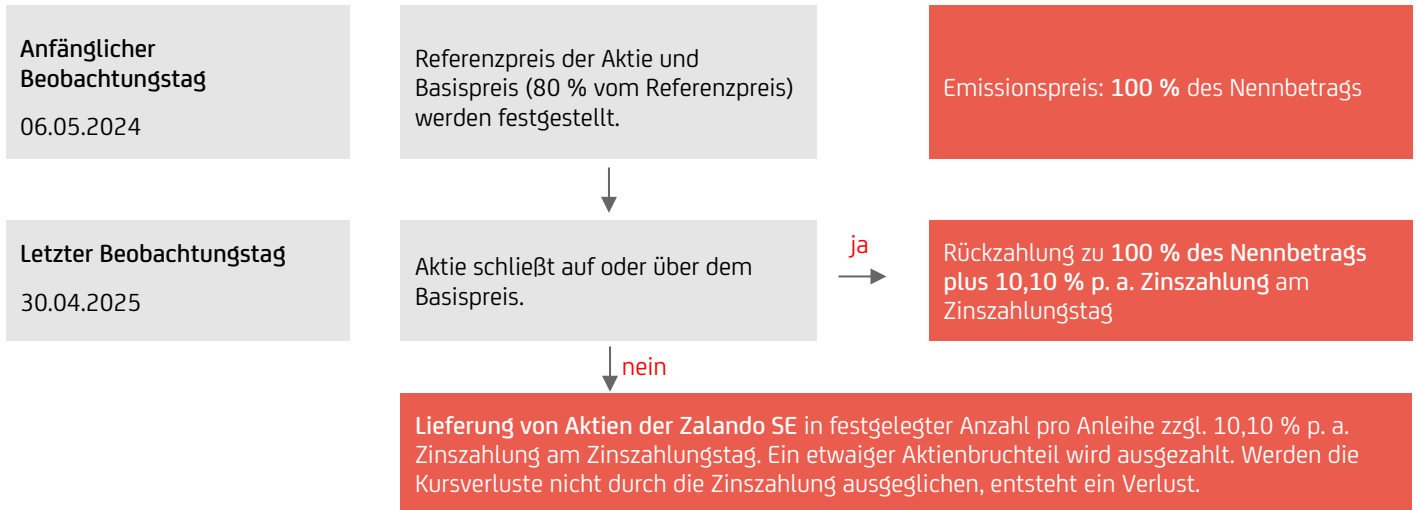 Anfänglicher
Beobachtungstag
06.05.2024
Referenzpreis der Aktie und
Basispreis (80 % vom Referenzpreis)
werden festgestellt.
Emissionspreis: 100 % des Nennbetrags
Letzter Beobachtungstag
30.04.2025
Aktie schließt auf oder über dem
Basispreis.
ja
Rückzahlung zu 100 % des Nennbetrags
plus 10,10 % p. a. Zinszahlung am
Zinszahlungstag
nein
Lieferung von Aktien der Zalando SE in festgelegter Anzahl pro Anleihe zzgl. 10,10 % p. a.
Zinszahlung am Zinszahlungstag. Ein etwaiger Aktienbruchteil wird ausgezahlt. Werden die
Kursverluste nicht durch die Zinszahlung ausgeglichen, entsteht ein Verlust.